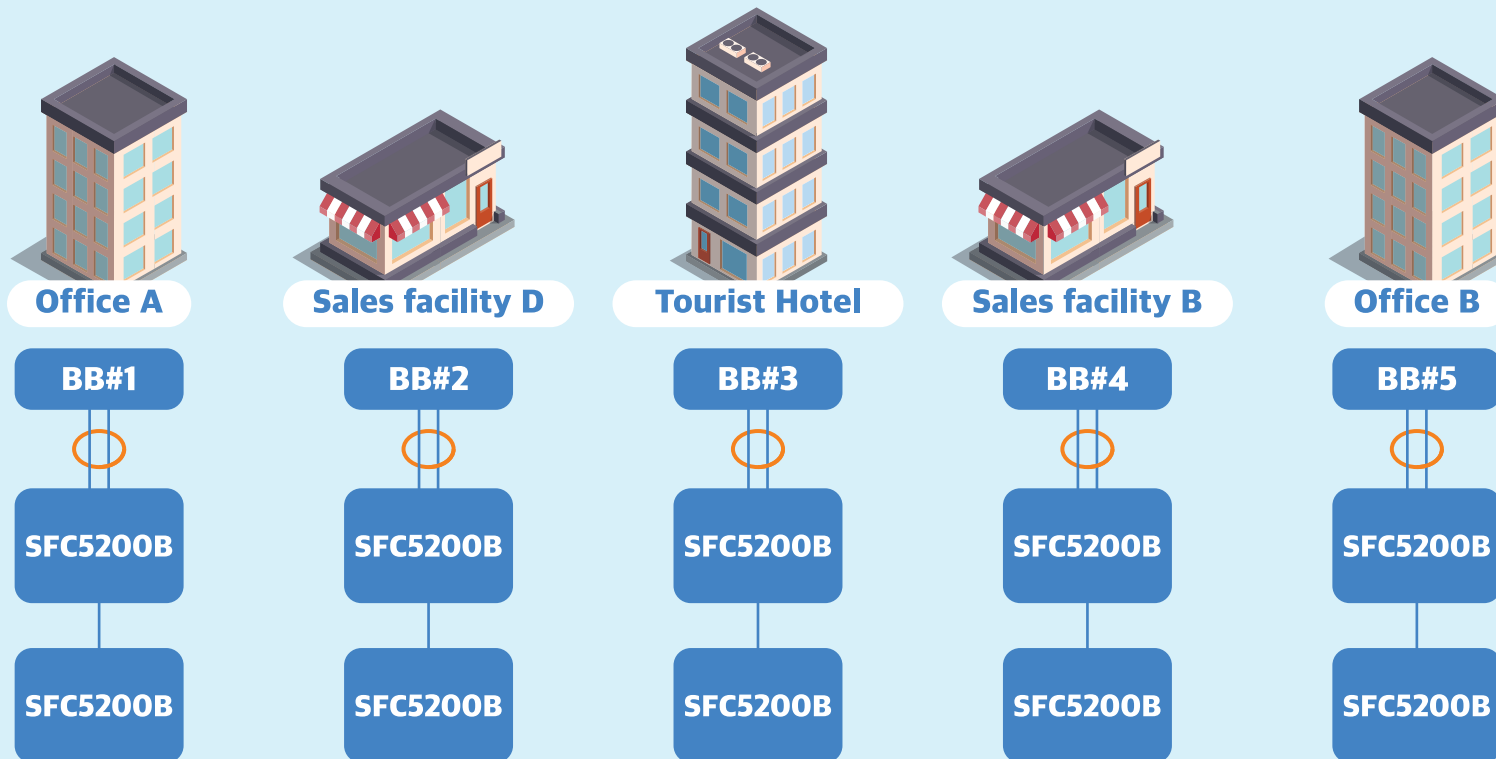 Office A
Sales facility D
Tourist Hotel
Sales facility B
Office B
BB#1
BB#2
BB#3
BB#4
BB#5
SFC5200B
SFC5200B
SFC5200B
SFC5200B
SFC5200B
SFC5200B
SFC5200B
SFC5200B
SFC5200B
SFC5200B